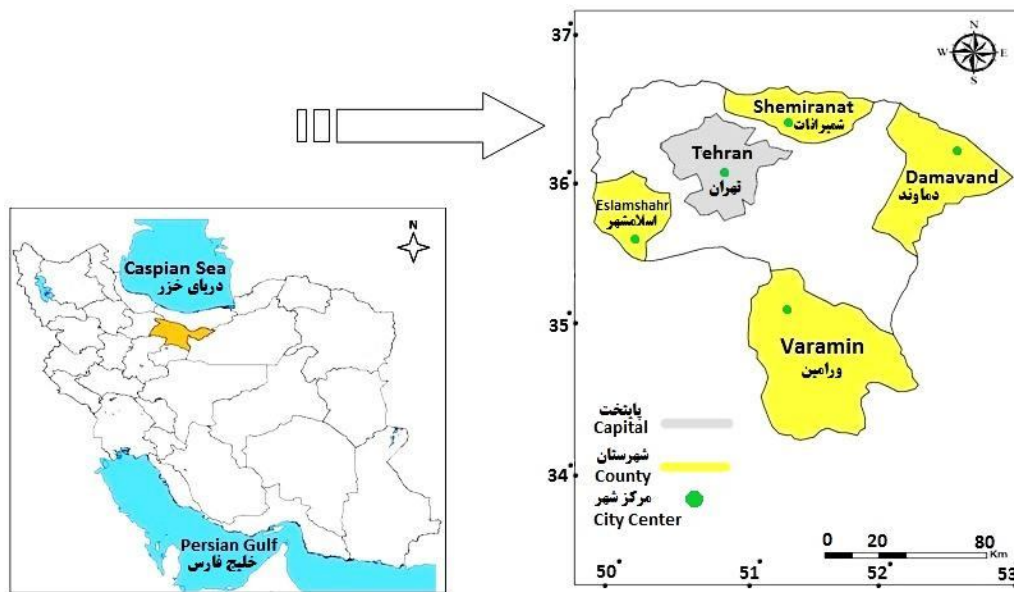 N
Caspian Sea
دریای خزر
Persian Gulf
خلیج فارس
37°
36°
35°
34°
N
W E
S
Shemiranat
شمیرانات
Tehran
تهران
Damavand
دماوند
Eslamshahr
اسلامشهر
Varamin
ورامین
پایتخت
Capital
شهرستان
County
مرکز شهر
City Center
0 20 80
Km
50° 51° 52° 53